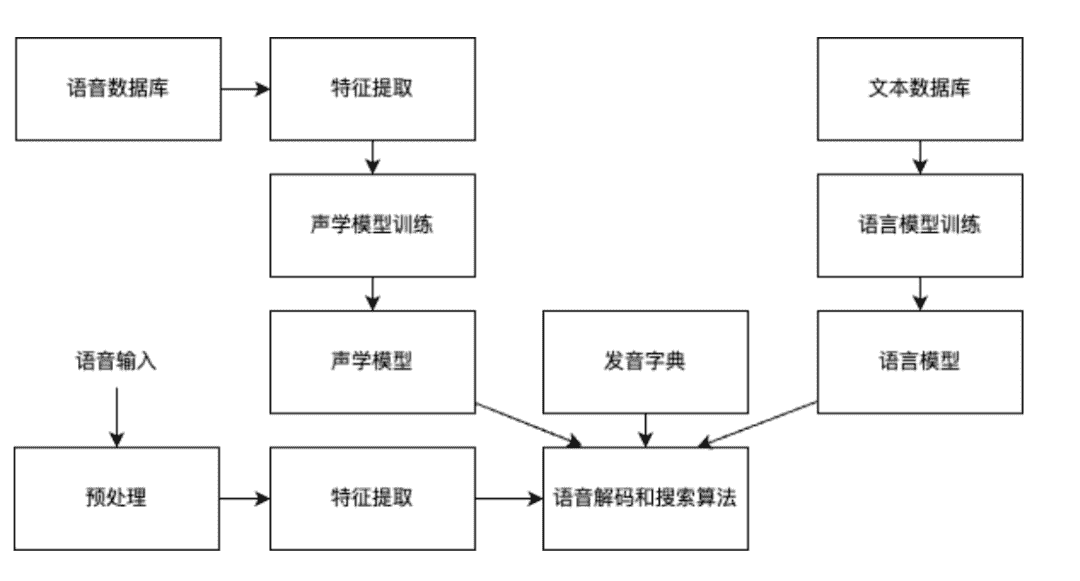 语音数据库
特征提取
文本数据库
声学模型训练
语言模型训练
语音输入
声学模型
发音字典
语言模型
预处理
特征提取
语音解码和搜索算法